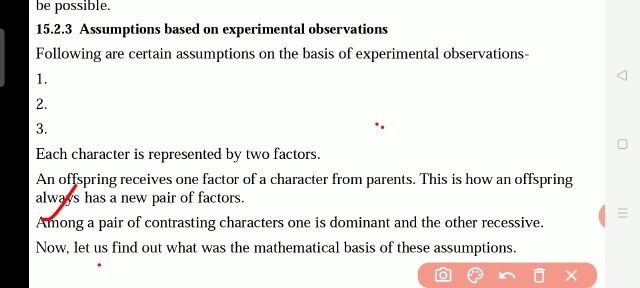 be possible.
15.2.3 Assumptions based on experimental observations
Following are certain assumptions on the basis of experimental observations-
1.
2.
3.
Each character is represented by two factors.
An offspring receives one factor of a character from parents. This is how an offspring
always has a new pair of factors.
Among a pair of contrasting characters one is dominant and the other recessive.
Now, let us find out what was the mathematical basis of these assumptions.